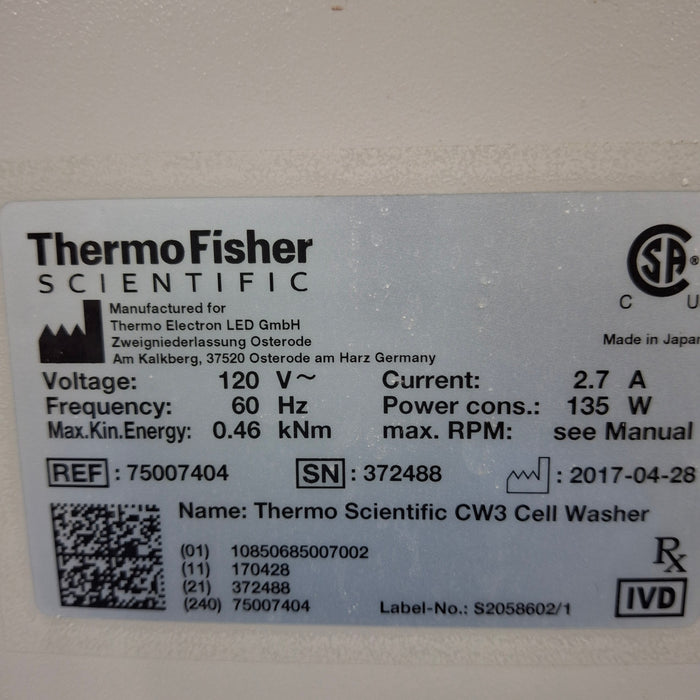 ThermoFisher
SCIENTIFIC
Manufactured for
Thermo Electron LED GmbH
Zweigniederlassung Osterode
Am Kalkberg, 37520 Osterode am Harz Germany
CSA®
C U
Made in Japan
Voltage: 120 V~ Current: 2.7 A
Frequency: 60 Hz Power cons.: 135 W
Max.Kin.Energy: 0.46 kNm max. RPM: see Manual
REF : 75007404 SN : 372488 : 2017-04-28
Name: Thermo Scientific CW3 Cell Washer
(01) 10850685007002
(11) 170428
(21) 372488
(240) 75007404
Label-No.: S2058602/1
Rx
IVD